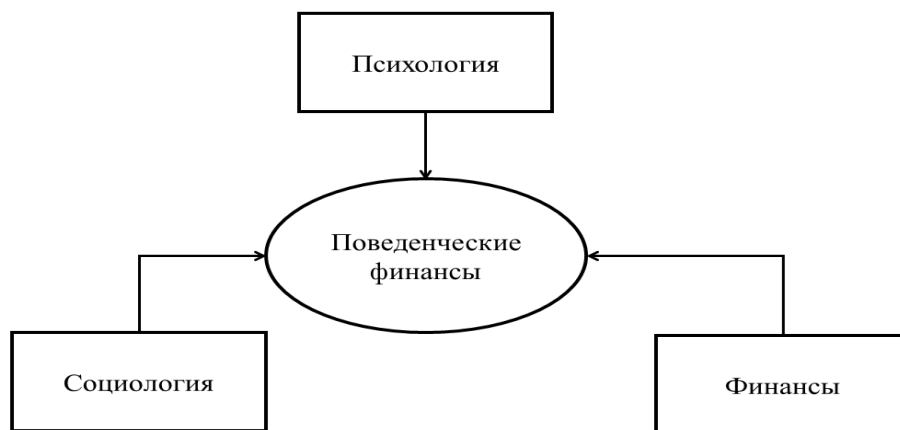 Психология
Поведенческие
финансы
Социология
Финансы